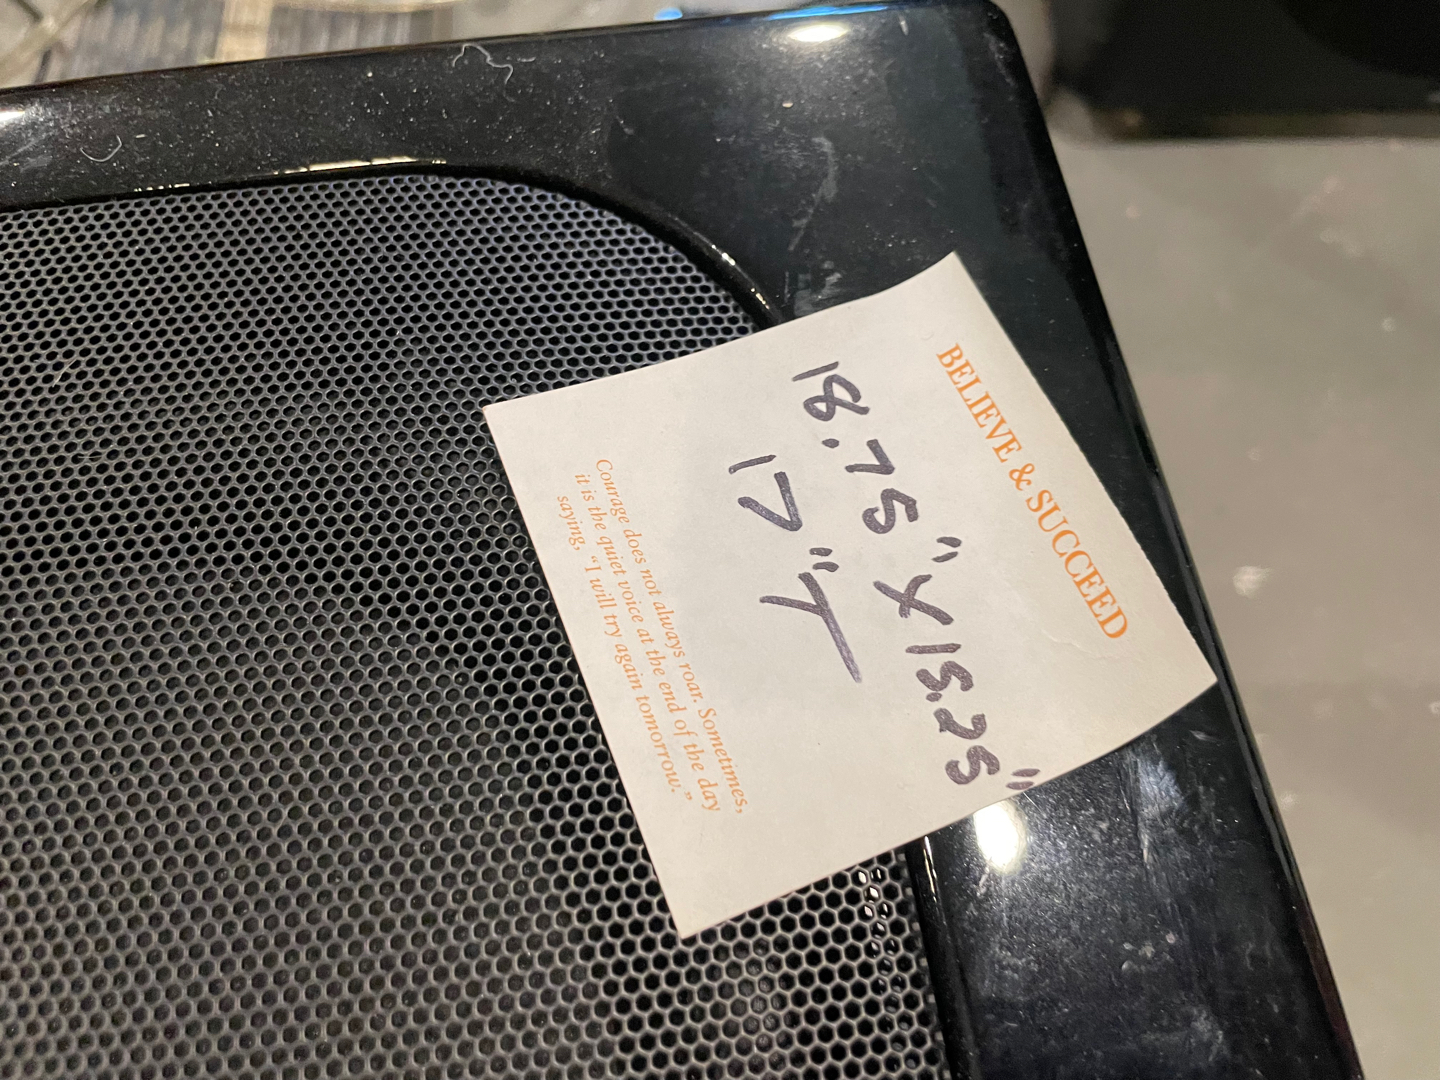 BELIEVE & SUCCEED
18.75" X 15.25"
17" Y
Courage does not always roar. Sometimes,
it is the quiet voice at the end of the day
saying, “I will try again tomorrow.”